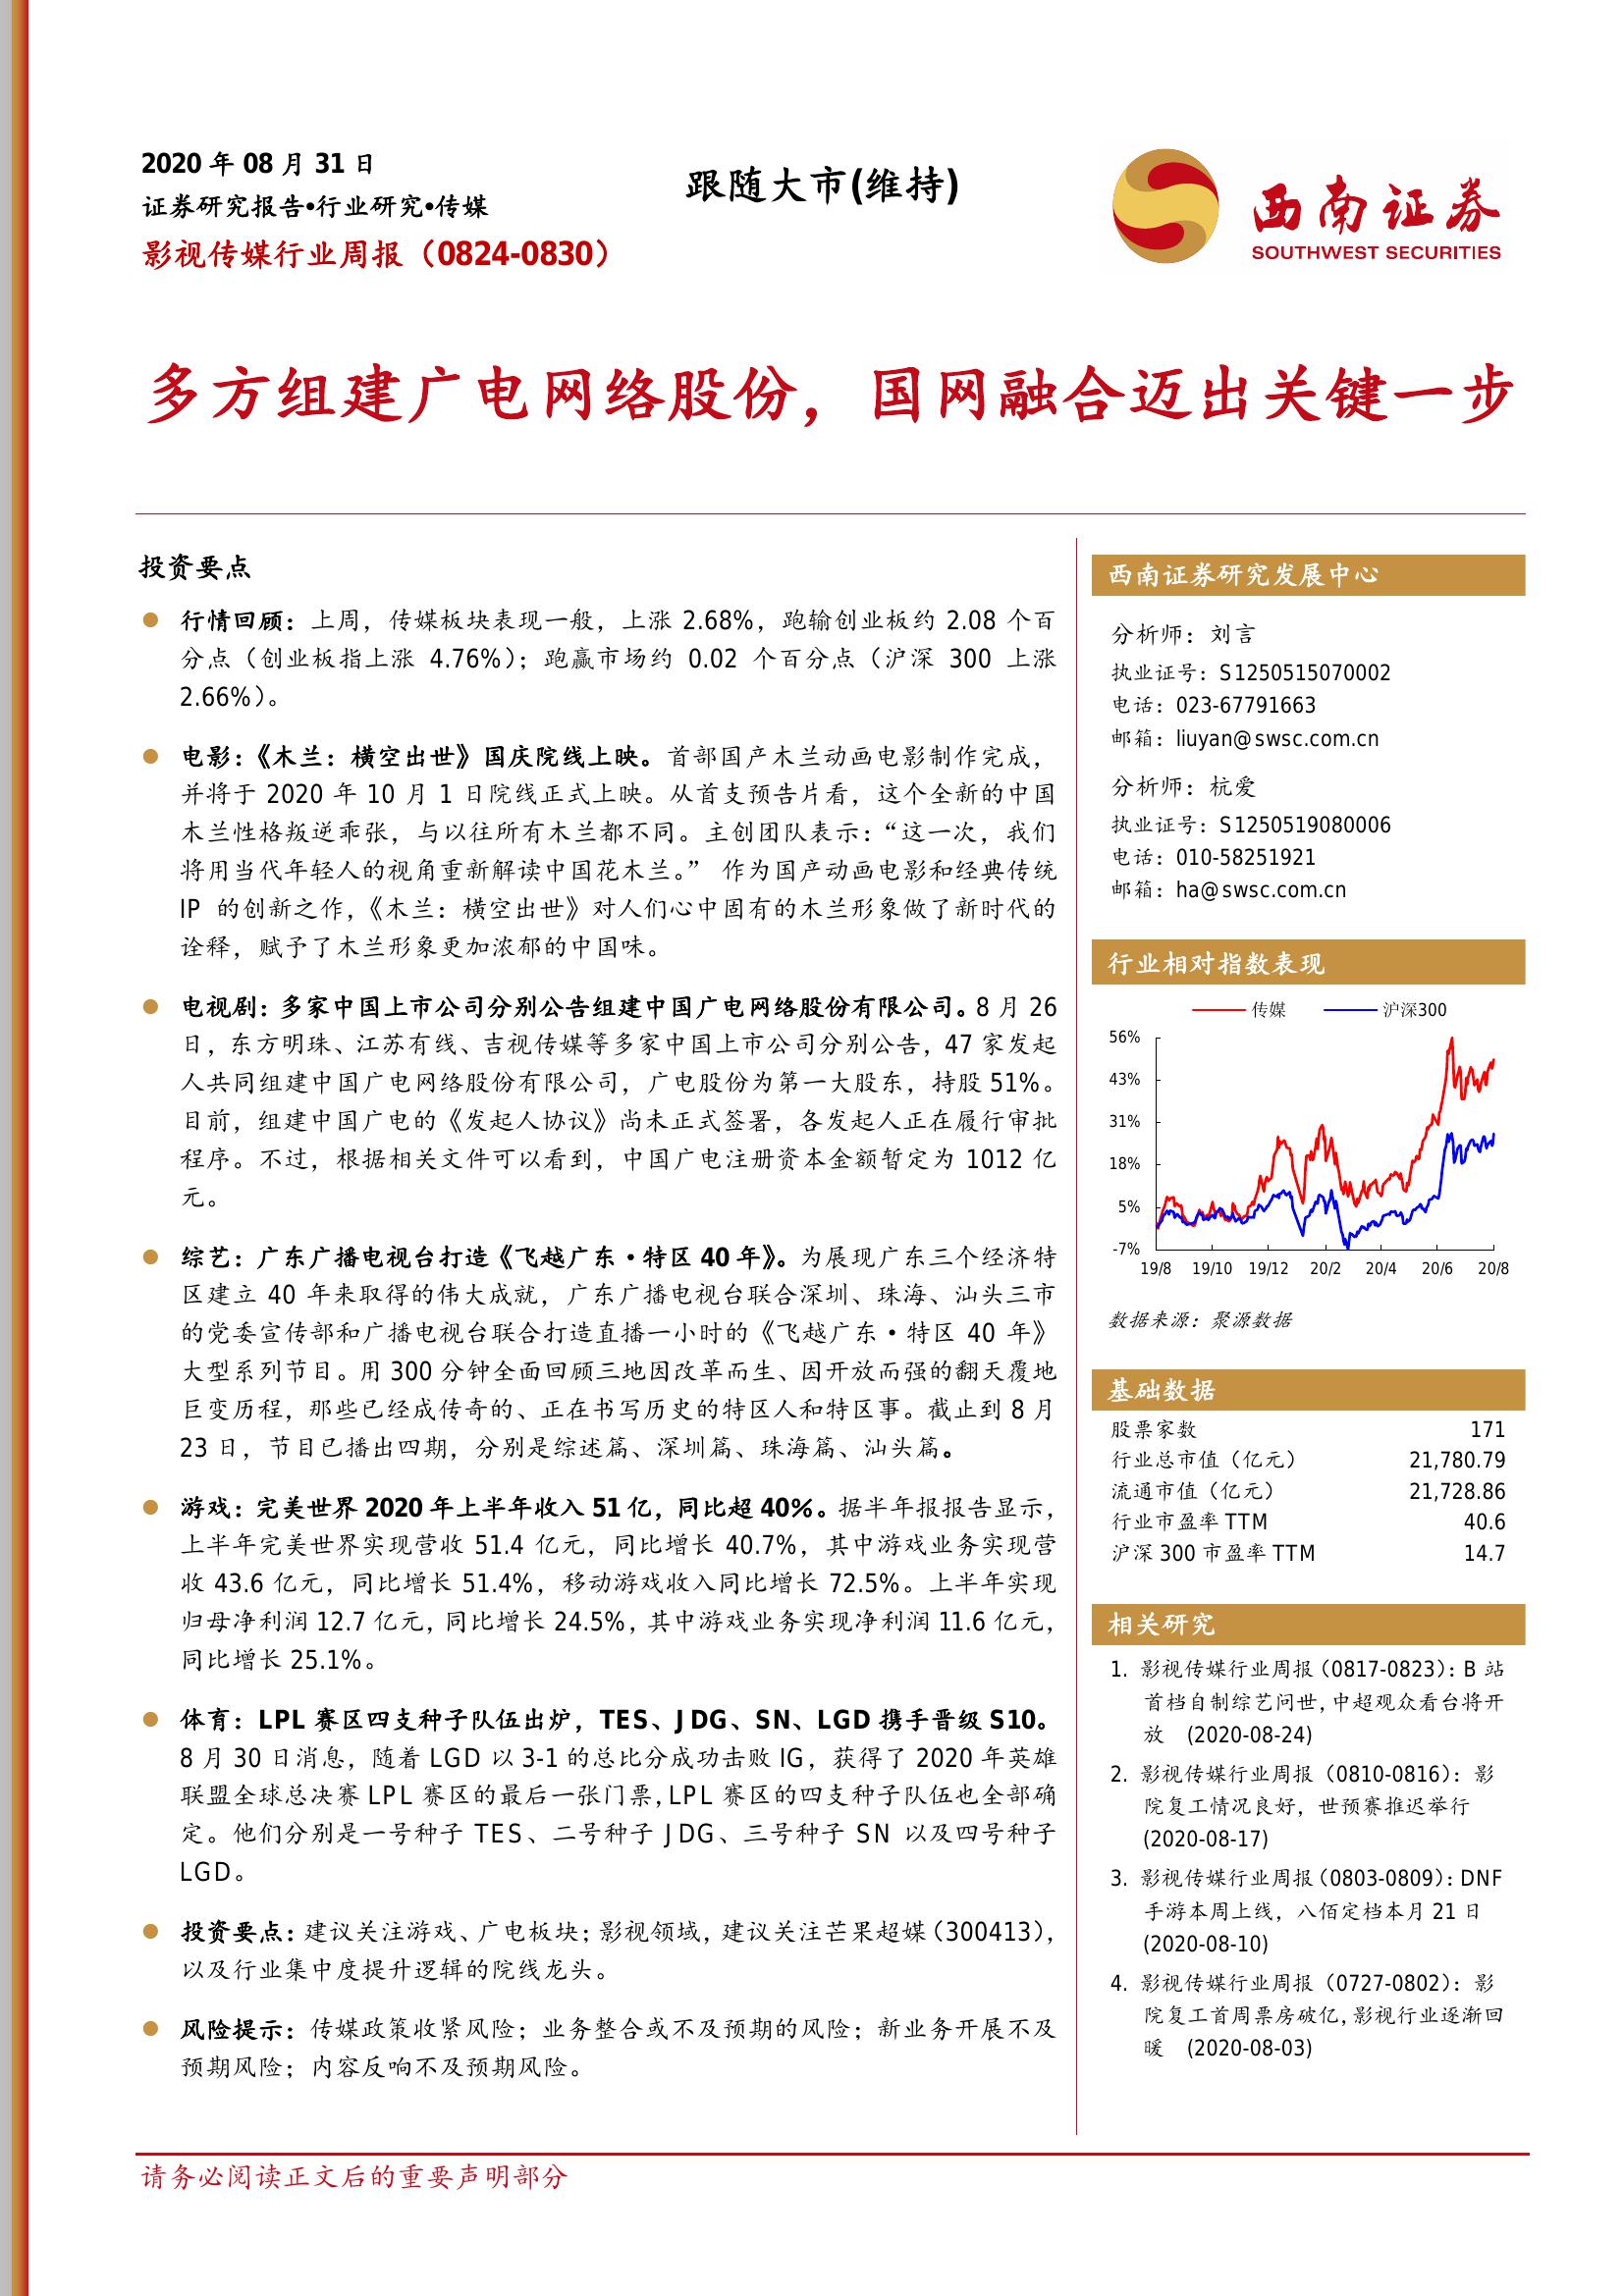 2020 年 08 月 31 日
证券研究报告•行业研究•传媒
影视传媒行业周报（0824-0830）
跟随大市(维持)
西南证券
SOUTHWEST SECURITIES
多方组建广电网络股份，国网融合迈出关键一步
投资要点
行情回顾：上周，传媒板块表现一般，上涨 2.68%，跑输创业板约 2.08 个百
分点（创业板指上涨 4.76%）；跑赢市场约 0.02 个百分点（沪深 300 上涨
2.66%）。
电影：《木兰：横空出世》国庆院线上映。首部国产木兰动画电影制作完成，
并将于 2020 年 10 月 1 日院线正式上映。从首支预告片看，这个全新的中国
木兰性格叛逆乖张，与以往所有木兰都不同。主创团队表示：“这一次，我们
将用当代年轻人的视角重新解读中国花木兰。” 作为国产动画电影和经典传统
IP 的创新之作，《木兰：横空出世》对人们心中固有的木兰形象做了新时代的
诠释，赋予了木兰形象更加浓郁的中国味。
电视剧：多家中国上市公司分别公告组建中国广电网络股份有限公司。8 月 26
日，东方明珠、江苏有线、吉视传媒等多家中国上市公司分别公告，47 家发起
人共同组建中国广电网络股份有限公司，广电股份为第一大股东，持股 51%。
目前，组建中国广电的《发起人协议》尚未正式签署，各发起人正在履行审批
程序。不过，根据相关文件可以看到，中国广电注册资本金额暂定为 1012 亿
元。
综艺：广东广播电视台打造《飞越广东·特区 40 年》。为展现广东三个经济特
区建立 40 年来取得的伟大成就，广东广播电视台联合深圳、珠海、汕头三市
的党委宣传部和广播电视台联合打造直播一小时的《飞越广东·特区 40 年》
大型系列节目。用 300 分钟全面回顾三地因改革而生、因开放而强的翻天覆地
巨变历程，那些已经成传奇的、正在书写历史的特区人和特区事。截止到 8 月
23 日，节目已播出四期，分别是综述篇、深圳篇、珠海篇、汕头篇。
游戏：完美世界 2020 年上半年收入 51 亿，同比超 40%。据半年报报告显示，
上半年完美世界实现营收 51.4 亿元，同比增长 40.7%，其中游戏业务实现营
收 43.6 亿元，同比增长 51.4%，移动游戏收入同比增长 72.5%。上半年实现
归母净利润 12.7 亿元，同比增长 24.5%，其中游戏业务实现净利润 11.6 亿元，
同比增长 25.1%。
体育：LPL 赛区四支种子队伍出炉，TES、JDG、SN、LGD 携手晋级 S10。
8 月 30 日消息，随着 LGD 以 3-1 的总比分成功击败 IG，获得了 2020 年英雄
联盟全球总决赛 LPL 赛区的最后一张门票，LPL 赛区的四支种子队伍也全部确
定。他们分别是一号种子 TES、二号种子 JDG、三号种子 SN 以及四号种子
LGD。
投资要点：建议关注游戏、广电板块；影视领域，建议关注芒果超媒（300413），
以及行业集中度提升逻辑的院线龙头。
风险提示：传媒政策收紧风险；业务整合或不及预期的风险；新业务开展不及
预期风险；内容反响不及预期风险。
西南证券研究发展中心
分析师：刘言
执业证号：S1250515070002
电话：023-67791663
邮箱：liuyan@swsc.com.cn
分析师：杭爱
执业证号：S1250519080006
电话：010-58251921
邮箱：ha@swsc.com.cn
行业相对指数表现
传媒 沪深300
56%
43%
31%
18%
5%
-7%
19/8 19/10 19/12 20/2 20/4 20/6 20/8
数据来源：聚源数据
基础数据
股票家数 171
行业总市值（亿元） 21,780.79
流通市值（亿元） 21,728.86
行业市盈率 TTM 40.6
沪深 300 市盈率 TTM 14.7
相关研究
1. 影视传媒行业周报（0817-0823）：B 站
首档自制综艺问世，中超观众看台将开
放 (2020-08-24)
2. 影视传媒行业周报（0810-0816）：影
院复工情况良好，世预赛推迟举行
(2020-08-17)
3. 影视传媒行业周报（0803-0809）：DNF
手游本周上线，八佰定档本月 21 日
(2020-08-10)
4. 影视传媒行业周报（0727-0802）：影
院复工首周票房破亿，影视行业逐渐回
暖 (2020-08-03)
请务必阅读正文后的重要声明部分